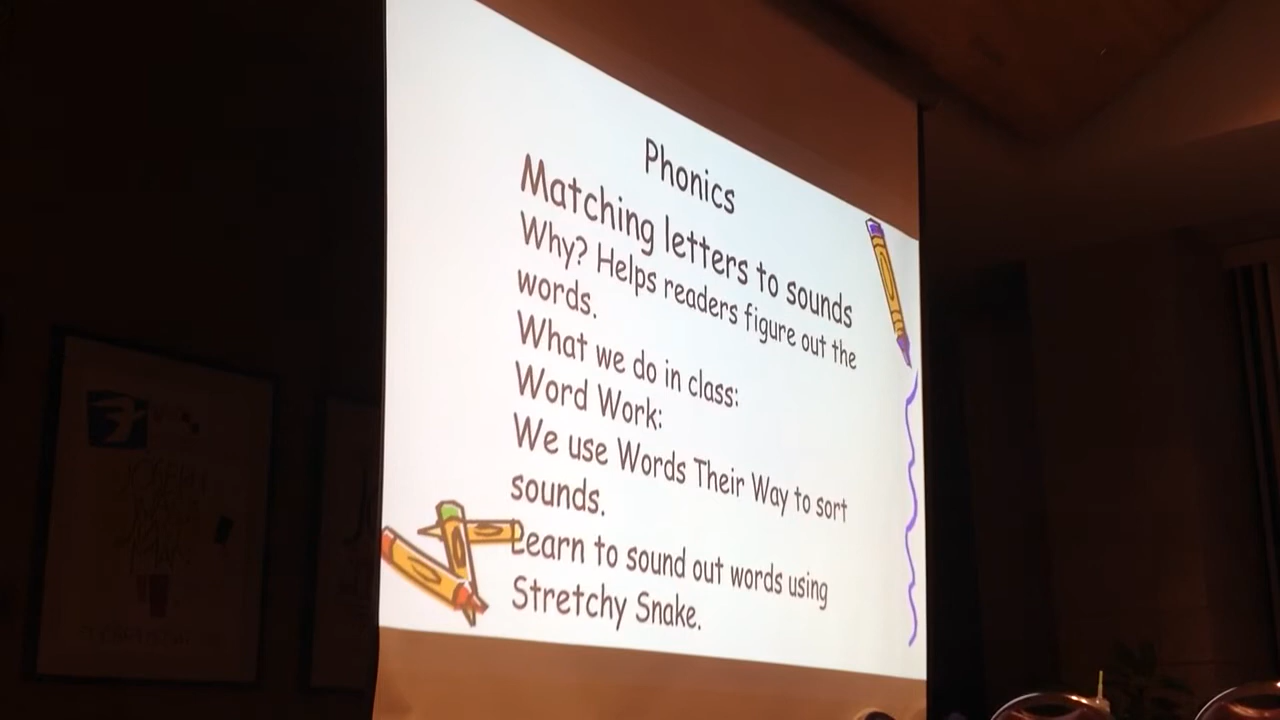 Phonics
Matching letters to sounds
Why? Helps readers figure out the
words.
What we do in class:
Word Work:
We use Words Their Way to sort
sounds.
Learn to sound out words using
Stretchy Snake.